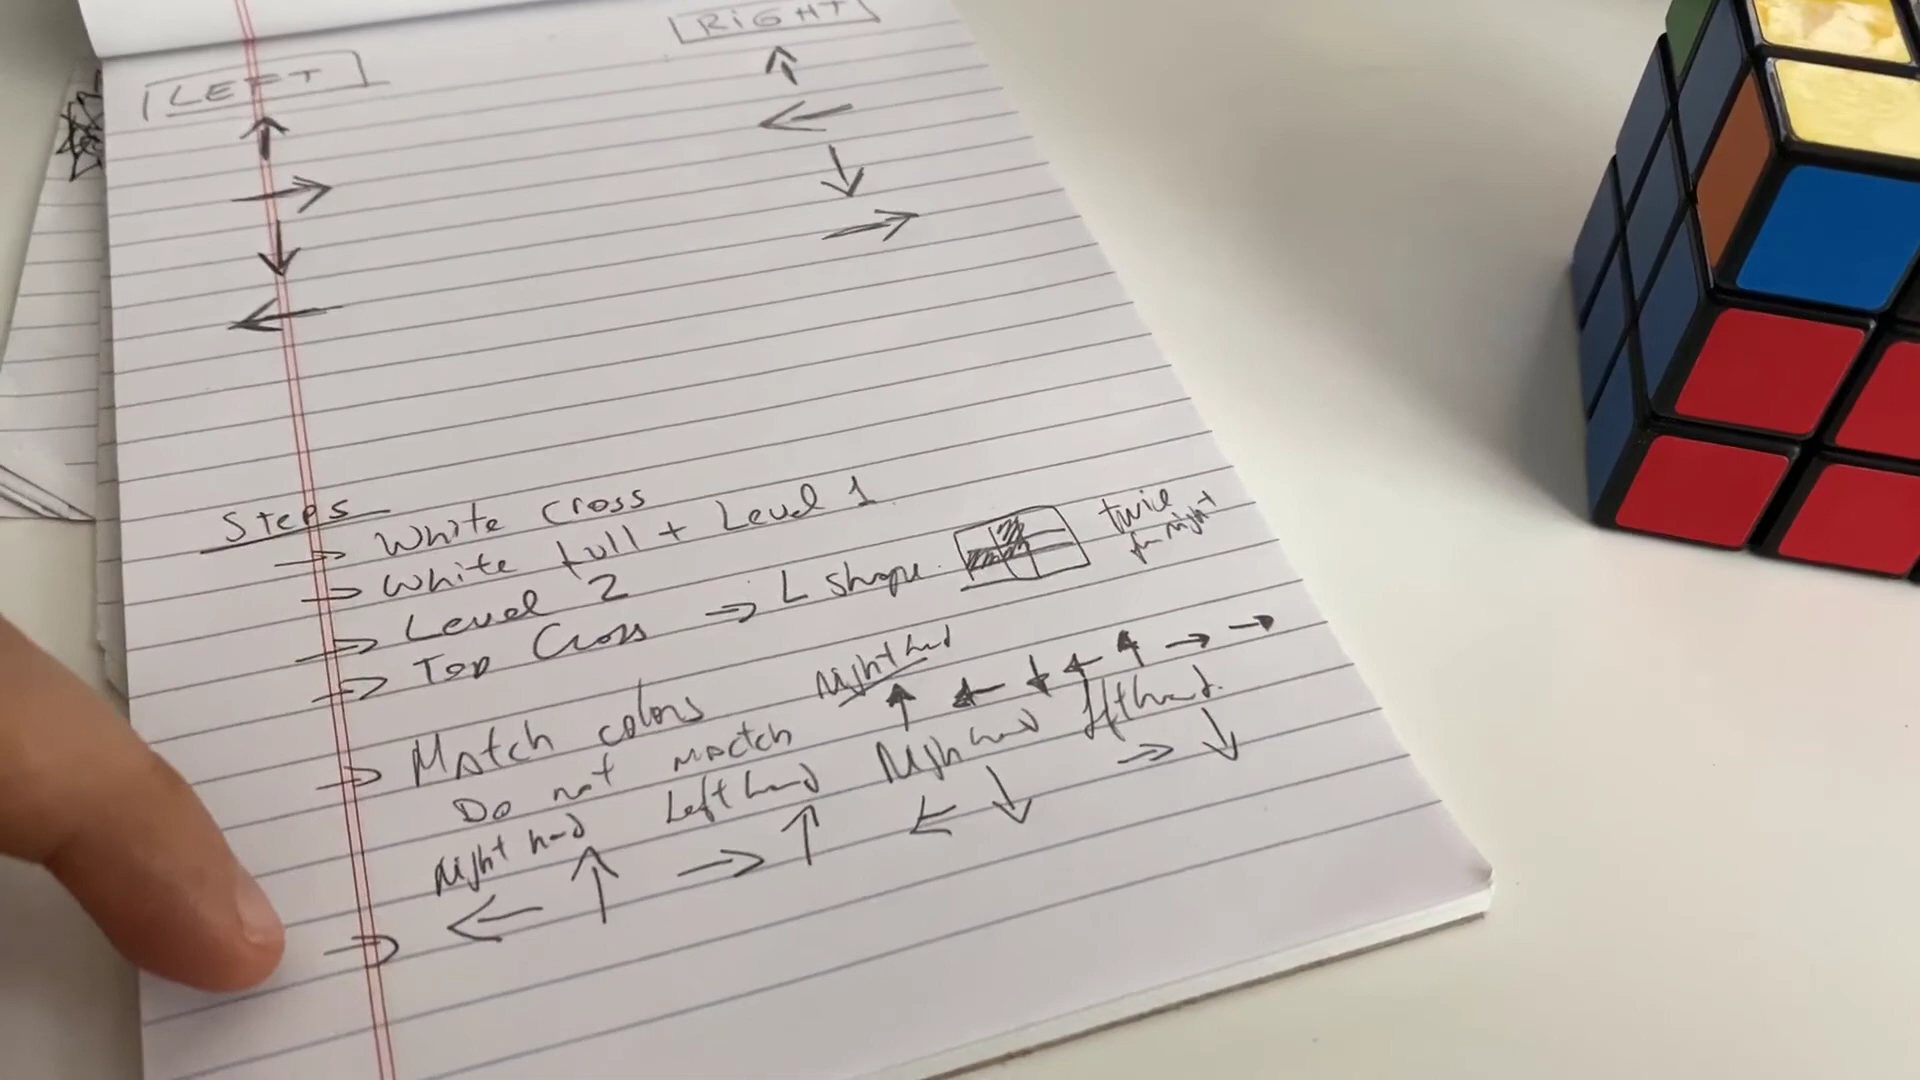 LEFT
RIGHT
↑
→
↓
←
↑
←
↓
→
Steps
→ White Cross
→ White full + Level 1
→ Level 2
→ Top Cross → L shape. twice
for right
→ Match colors Right hand
↑ ← ↓ ← ↑ → →
Do not match
Right hand Left hand Right hand left hand.
→ ← ↑ → ↑ ← ↓ → ↓